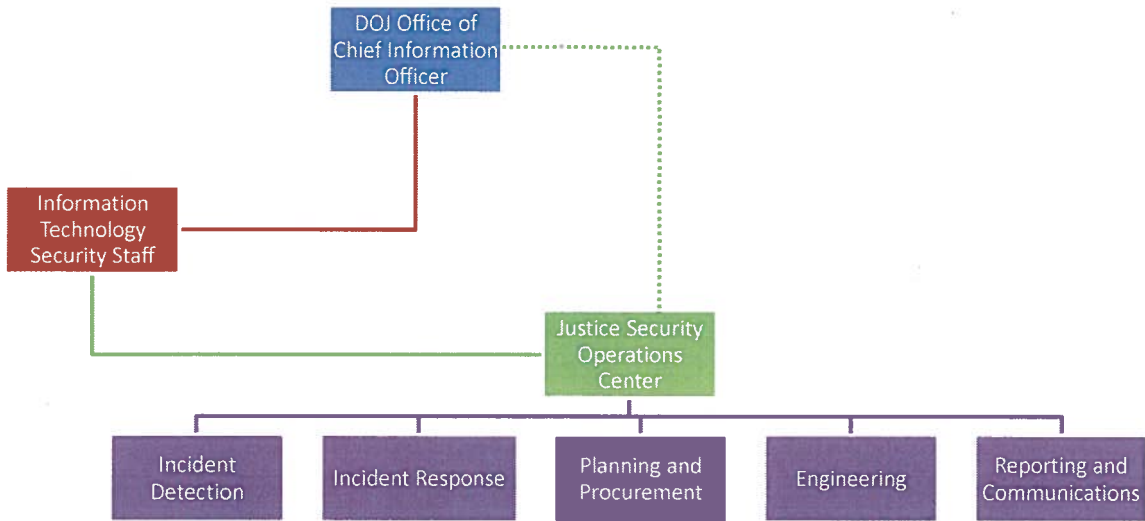 DOJ Office of
Chief Information
Officer
Information
Technology
Security Staff
Justice Security
Operations
Center
Incident
Detection
Incident Response
Planning and
Procurement
Engineering
Reporting and
Communications